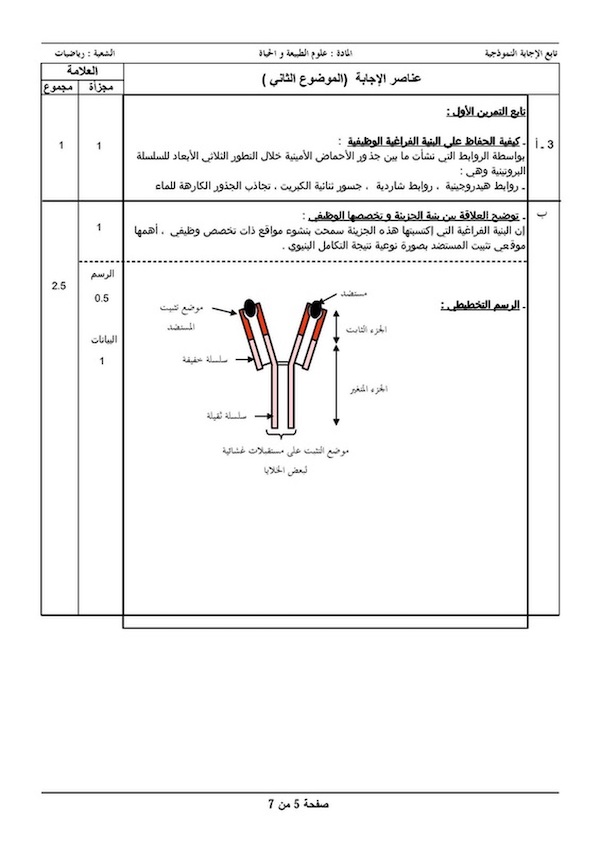 تابع الإجابة النموذجية المادة : علوم الطبيعة و الحياة الشعبة : رياضيات
عناصر الإجابة (الموضوع الثاني ) العلامة
مجزأة مجموع
تابع التمرين الأول :
3 ـ أ ـ كيفية الحفاظ على البنية الفراغية الوظيفية : 1 1
بواسطة الروابط التي نشأت ما بين جذور الأحماض الأمينية خلال التطور الثلاثي الأبعاد للسلسلة
البروتينية وهي :
ـ روابط هيدروجينية ، روابط شاردية ، جسور ثنائية الكبريت ، تجاذب الجذور الكارهة للماء
ب ـ توضيح العلاقة بين بنية الجزيئة و تخصصها الوظيفي :
إن البنية الفراغية التي إكتسبتها هذه الجزيئة سمحت بنشوء مواقع ذات تخصص وظيفي ، أهمها 1
موقعي تثبيت المستضد بصورة نوعية نتيجة التكامل البنيوي .
الرسم
2.5
0.5
البيانات
1
ـ الرسم التخطيطي :
مستضد
موضع تثبيت
المستضد
الجزء الثابت
سلسلة خفيفة
الجزء المتغير
سلسلة ثقيلة
موضع التثبت على مستقبلات غشائية
لبعض الخلايا
صفحة 5 من 7